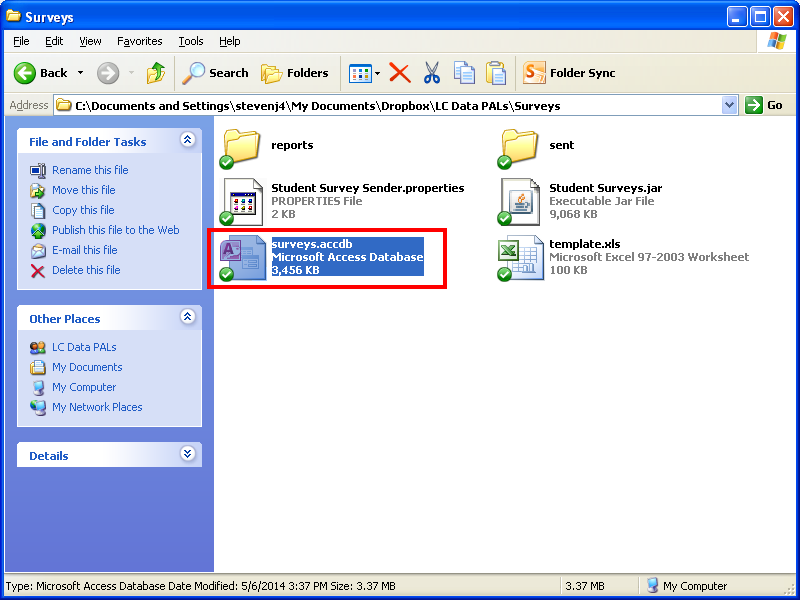 Surveys
File Edit View Favorites Tools Help
Back Search Folders Folder Sync
Address C:\Documents and Settings\stevenj4\My Documents\Dropbox\LC Data PALs\Surveys Go
File and Folder Tasks
Rename this file
Move this file
Copy this file
Publish this file to the Web
E-mail this file
Delete this file
Other Places
LC Data PALs
My Documents
My Computer
My Network Places
Details
reports
sent
Student Survey Sender.properties
PROPERTIES File
2 KB
Student Surveys.jar
Executable Jar File
9,068 KB
surveys.accdb
Microsoft Access Database
3,456 KB
template.xls
Microsoft Excel 97-2003 Worksheet
100 KB
Type: Microsoft Access Database Date Modified: 5/6/2014 3:37 PM Size: 3.37 MB 3.37 MB My Computer